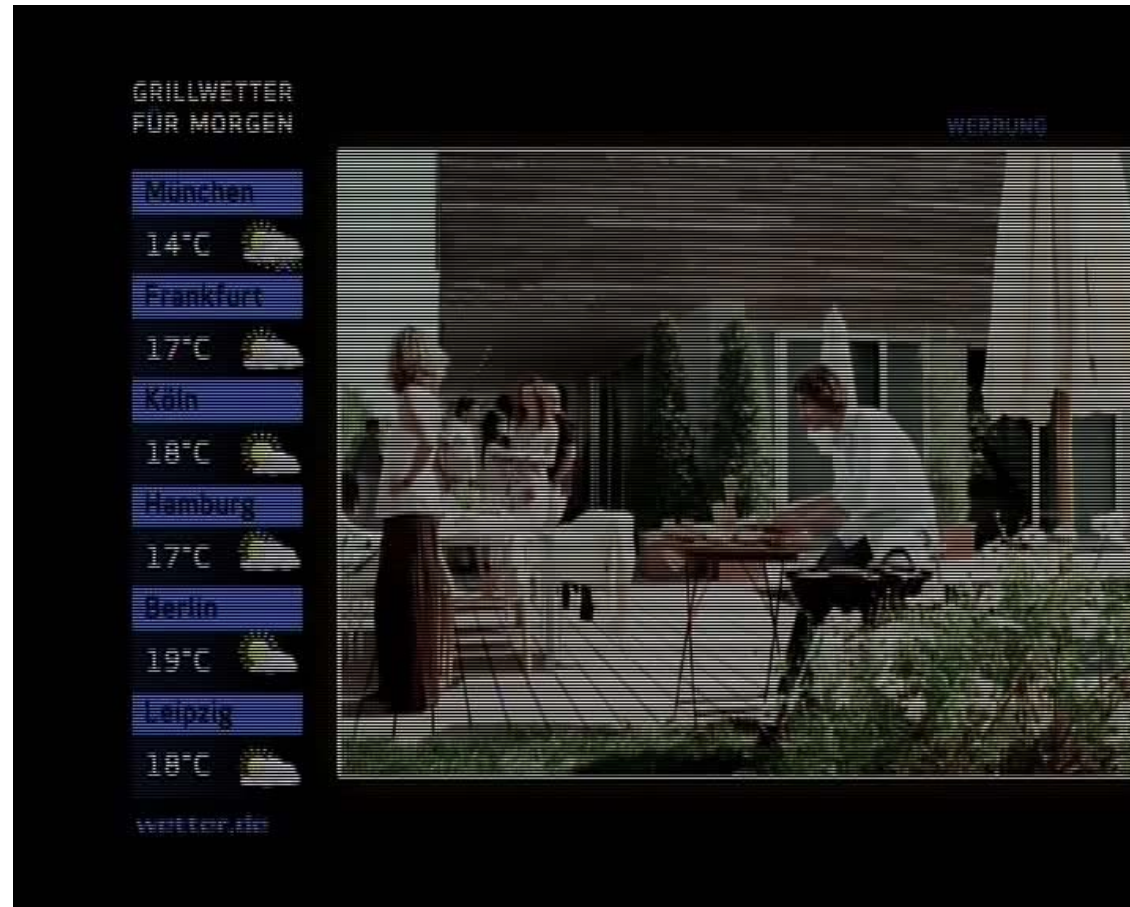 GRILLWETTER
FÜR MORGEN
WERBUNG
München
14°C
Frankfurt
17°C
Köln
18°C
Hamburg
17°C
Berlin
19°C
Leipzig
18°C
wetter.de